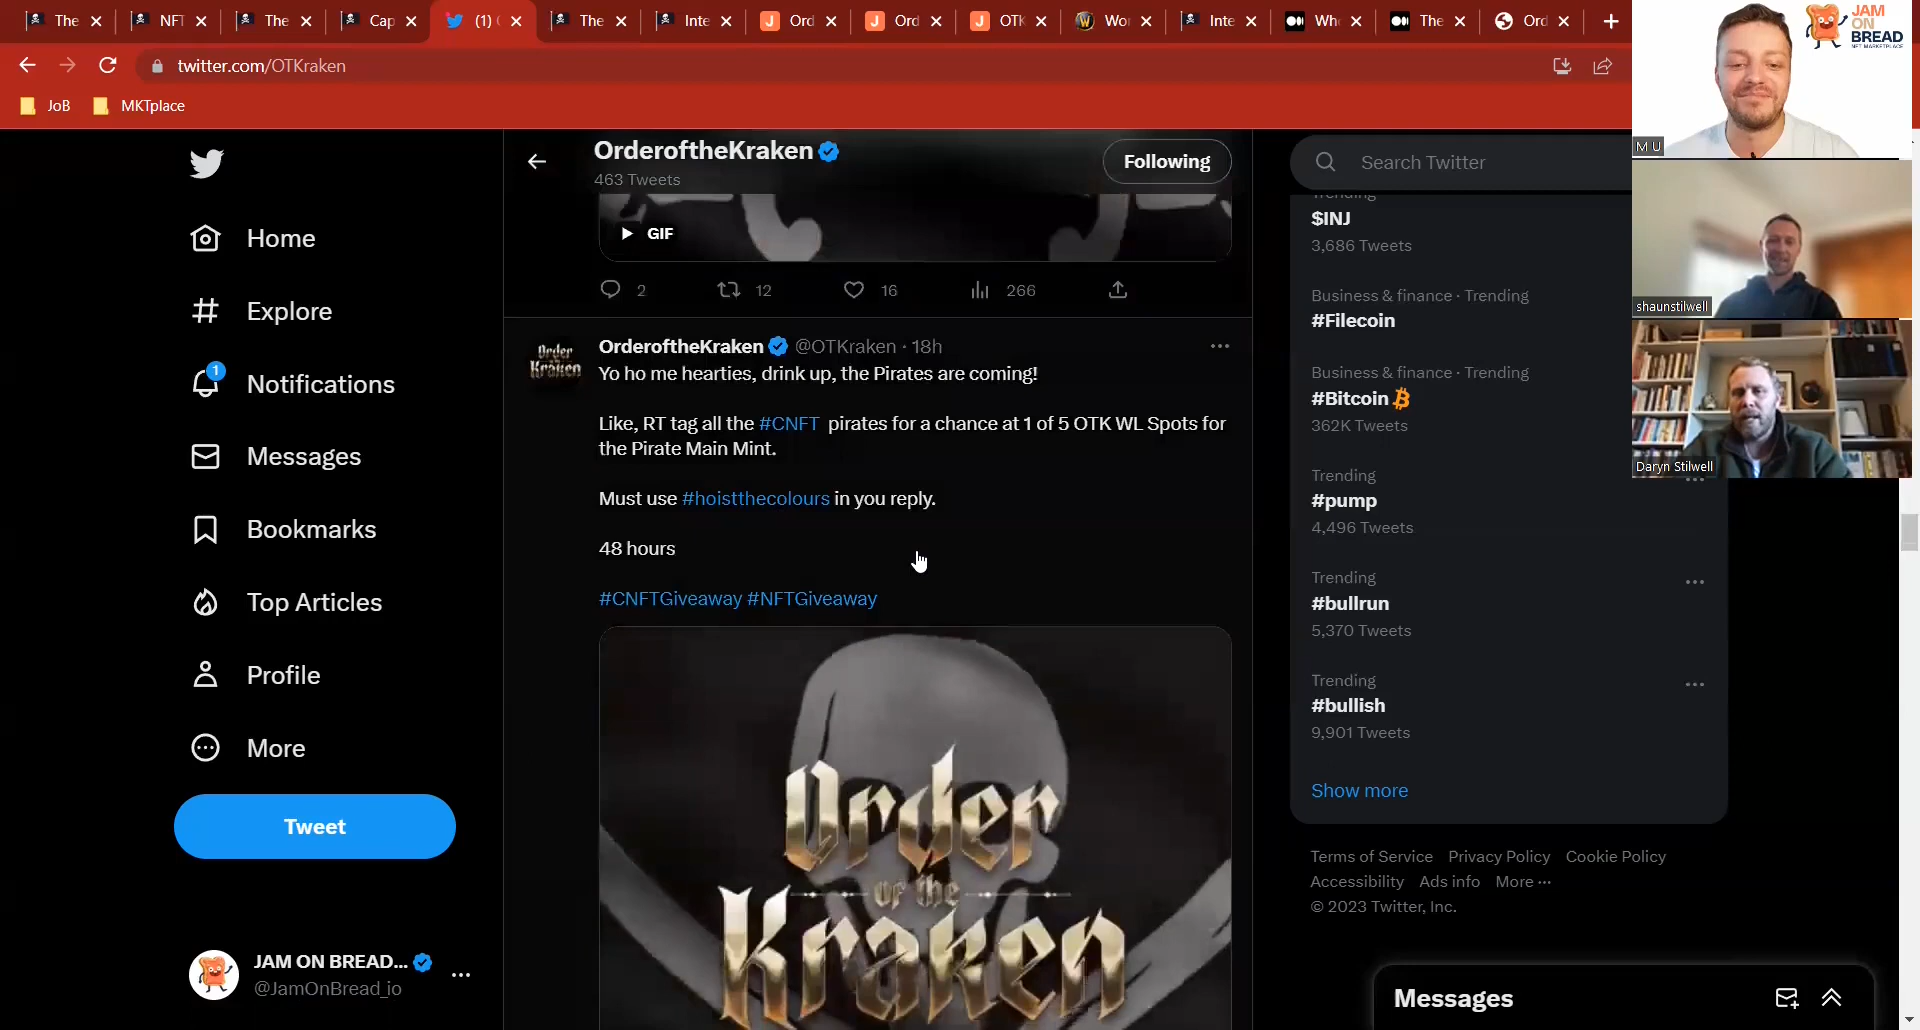 The
NFT
The
Cap
(1)
The
Inte
Ord
Ord
OTK
Wo
Inte
Wh
The
Ord
JAM
ON
BREAD
NFT MARKETPLACE
twitter.com/OTKraken
JoB
MKTplace
M U
shaunstilwell
Daryn Stilwell
Home
Explore
1
Notifications
Messages
Bookmarks
Top Articles
Profile
More
Tweet
JAM ON BREAD...
@JamOnBread_io
OrderoftheKraken
463 Tweets
Following
GIF
2
12
16
266
Order
Kraken
OrderoftheKraken @OTKraken · 18h
Yo ho me hearties, drink up, the Pirates are coming!
Like, RT tag all the #CNFT pirates for a chance at 1 of 5 OTK WL Spots for
the Pirate Main Mint.
Must use #hoistthecolours in you reply.
48 hours
#CNFTGiveaway #NFTGiveaway
Order
of the
Kraken
Search Twitter
Trending
$INJ
3,686 Tweets
Business & finance · Trending
#Filecoin
Business & finance · Trending
#Bitcoin
362K Tweets
Trending
#pump
4,496 Tweets
Trending
#bullrun
5,370 Tweets
Trending
#bullish
9,901 Tweets
Show more
Terms of Service Privacy Policy Cookie Policy
Accessibility Ads info More ···
© 2023 Twitter, Inc.
Messages